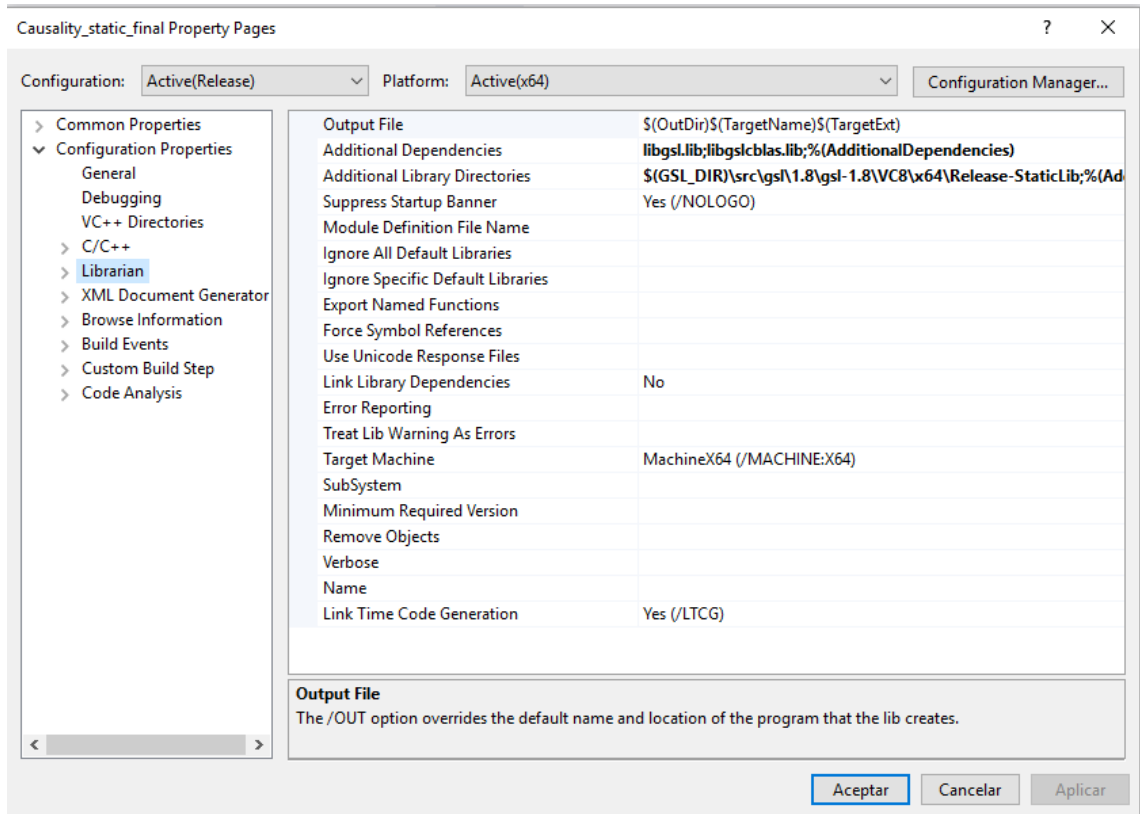 Causality_static_final Property Pages ? ×
Configuration: Active(Release) Platform: Active(x64) Configuration Manager...
Common Properties
Configuration Properties
General
Debugging
VC++ Directories
C/C++
Librarian
XML Document Generator
Browse Information
Build Events
Custom Build Step
Code Analysis
Output File $(OutDir)$(TargetName)$(TargetExt)
Additional Dependencies libgsl.lib;libgslcblas.lib;%(AdditionalDependencies)
Additional Library Directories $(GSL_DIR)\src\gsl\1.8\gsl-1.8\VC8\x64\Release-StaticLib;%(Ad
Suppress Startup Banner Yes (/NOLOGO)
Module Definition File Name
Ignore All Default Libraries
Ignore Specific Default Libraries
Export Named Functions
Force Symbol References
Use Unicode Response Files
Link Library Dependencies No
Error Reporting
Treat Lib Warning As Errors
Target Machine MachineX64 (/MACHINE:X64)
SubSystem
Minimum Required Version
Remove Objects
Verbose
Name
Link Time Code Generation Yes (/LTCG)
Output File
The /OUT option overrides the default name and location of the program that the lib creates.
Aceptar Cancelar Aplicar